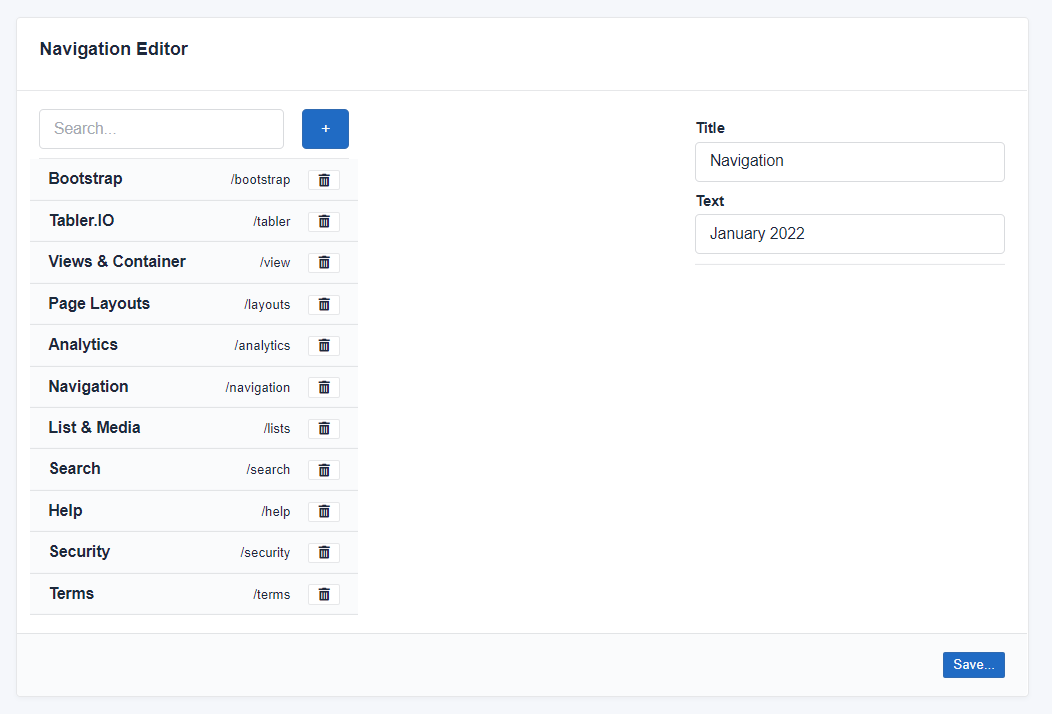 Navigation Editor
Search...
+
Bootstrap /bootstrap
Tabler.IO /tabler
Views & Container /view
Page Layouts /layouts
Analytics /analytics
Navigation /navigation
List & Media /lists
Search /search
Help /help
Security /security
Terms /terms
Title
Navigation
Text
January 2022
Save...